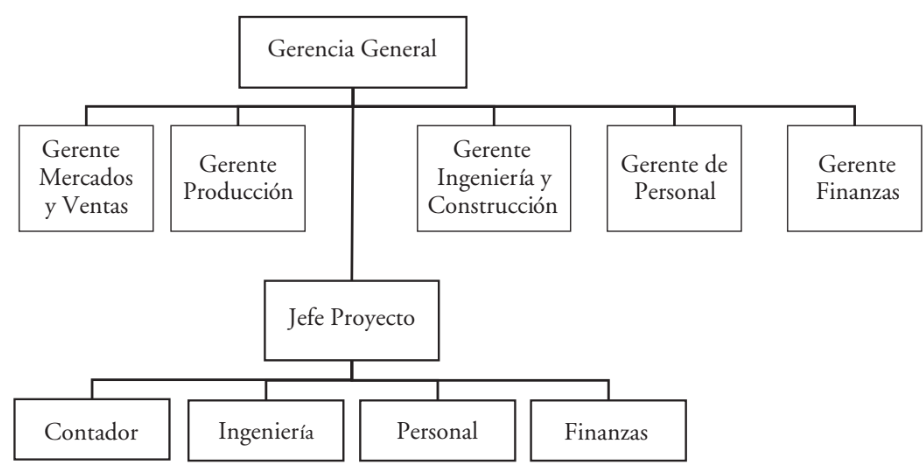 Gerencia General
Gerente
Mercados
y Ventas
Gerente
Producción
Gerente
Ingeniería y
Construcción
Gerente de
Personal
Gerente
Finanzas
Jefe Proyecto
Contador
Ingeniería
Personal
Finanzas